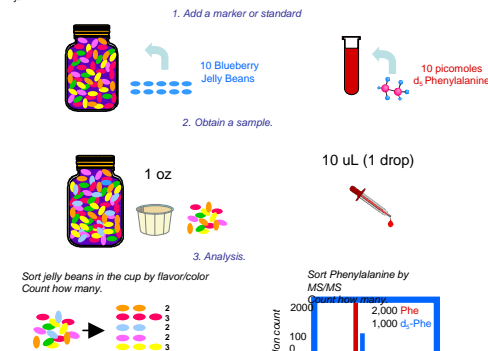 1. Add a marker or standard
10 Blueberry
Jelly Beans
10 picomoles
d5 Phenylalanine
2. Obtain a sample.
1 oz
10 uL (1 drop)
3. Analysis.
Sort jelly beans in the cup by flavor/color
Count how many.
2
3
2
2
3
Sort Phenylalanine by
MS/MS
Count how many.
2000
100
0
Ion count
2,000 Phe
1,000 d5-Phe